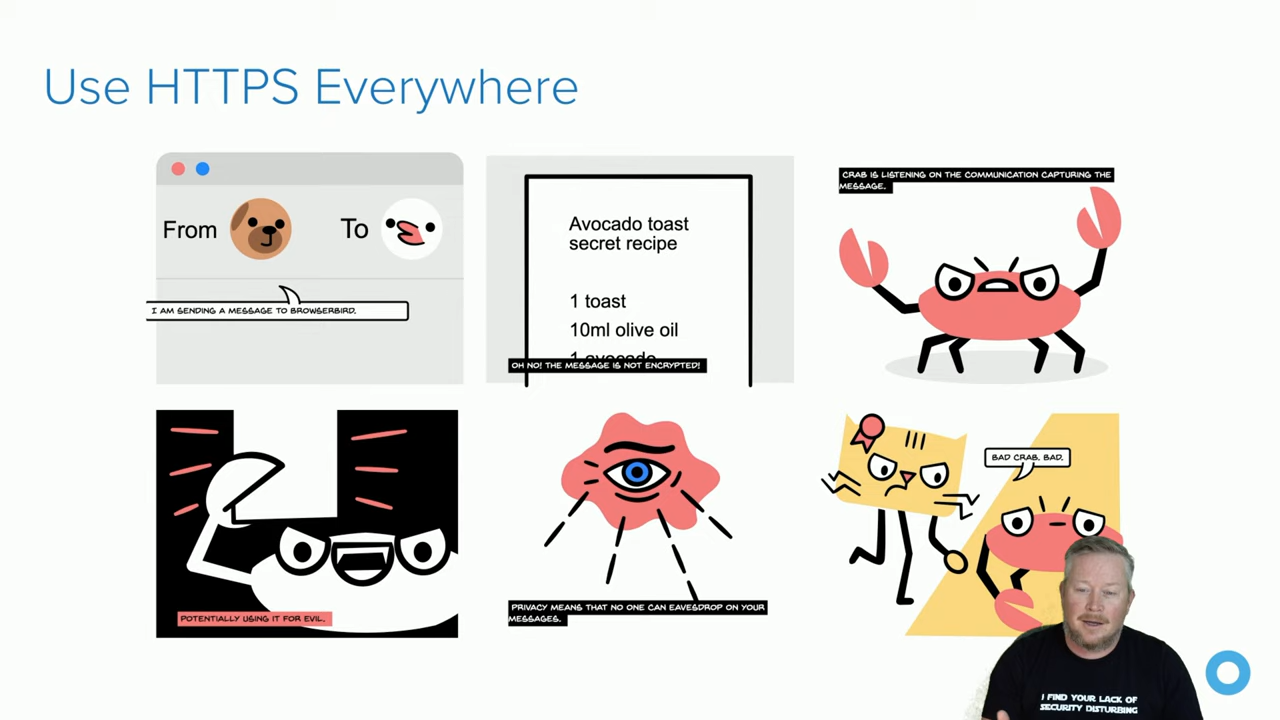 Use HTTPS Everywhere
From
To
I AM SENDING A MESSAGE TO BROWSERBIRD.
Avocado toast
secret recipe
1 toast
10ml olive oil
1 avocado
OH NO! THE MESSAGE IS NOT ENCRYPTED!
CRAB IS LISTENING ON THE COMMUNICATION CAPTURING THE
MESSAGE.
POTENTIALLY USING IT FOR EVIL.
PRIVACY MEANS THAT NO ONE CAN EAVESDROP ON YOUR
MESSAGES.
BAD CRAB. BAD.
I FIND YOUR LACK OF
SECURITY DISTURBING